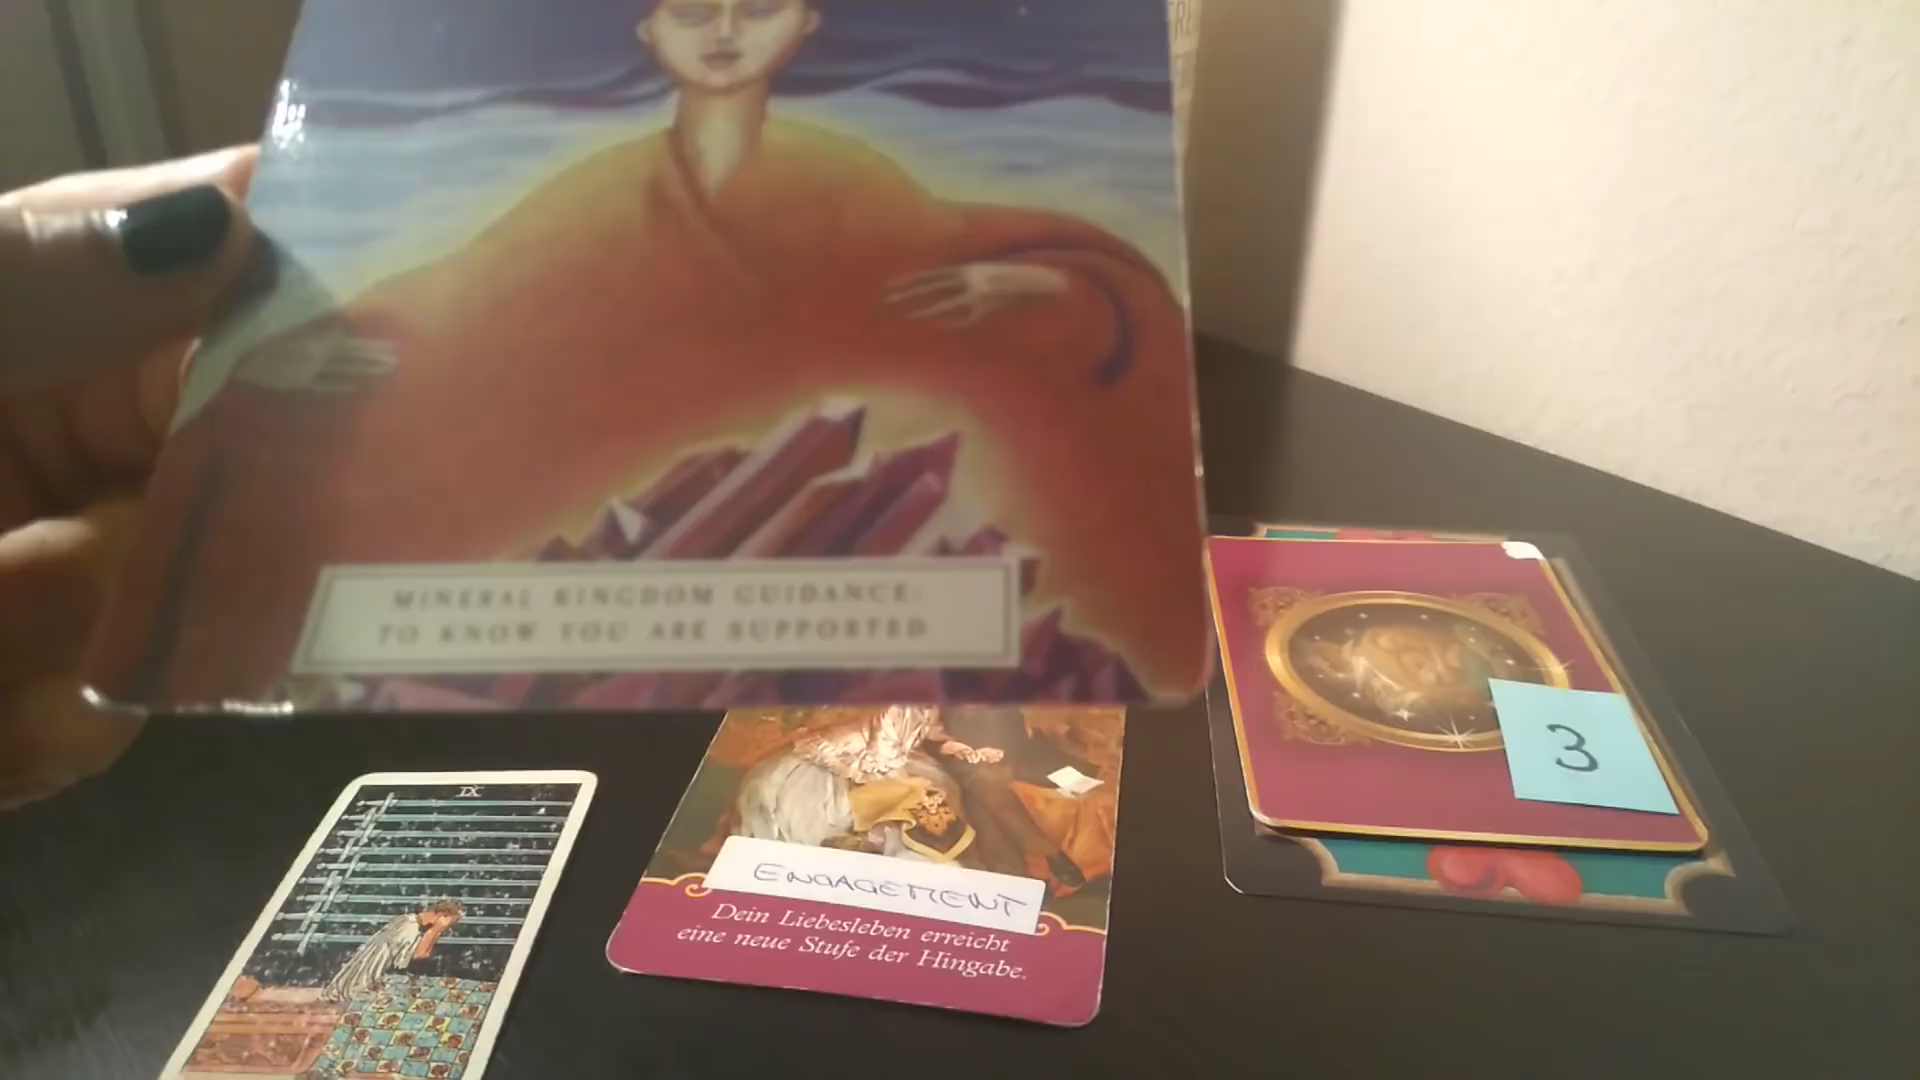 MINERAL KINGDOM GUIDANCE:
TO KNOW YOU ARE SUPPORTED
IX
ENGAGEMENT
Dein Liebesleben erreicht
eine neue Stufe der Hingabe.
3